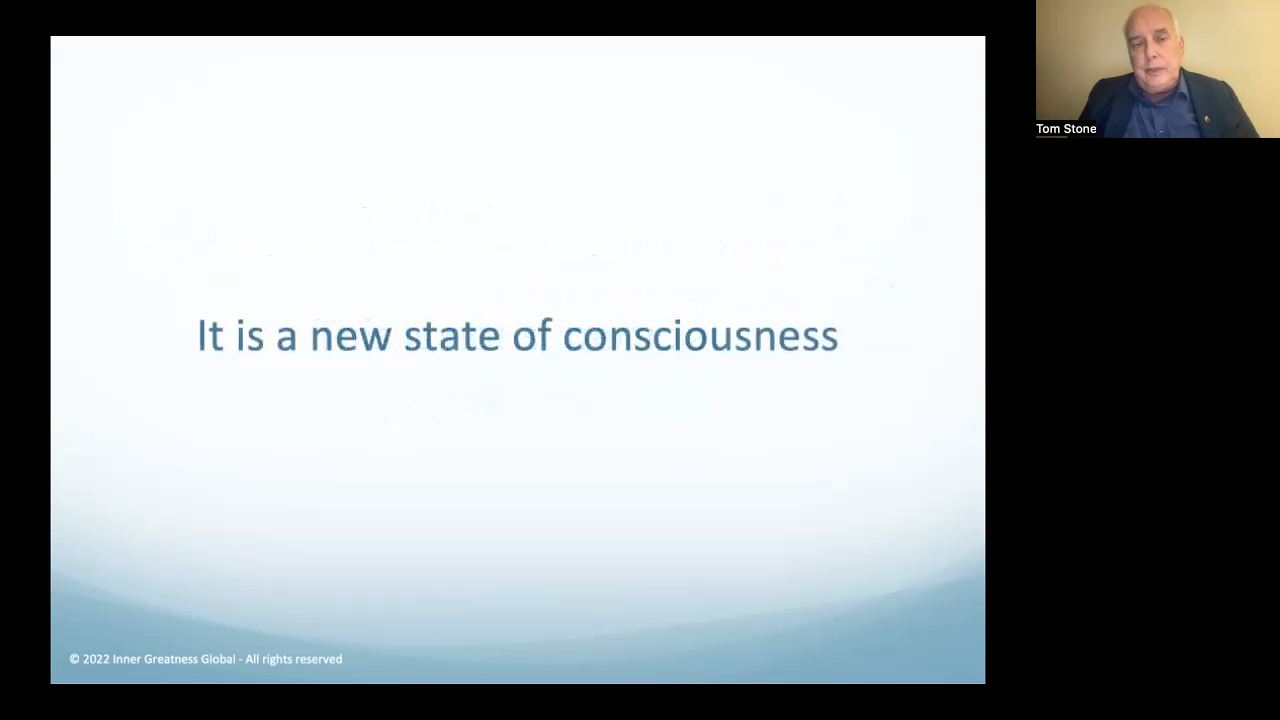 Tom Stone
It is a new state of consciousness
© 2022 Inner Greatness Global - All rights reserved